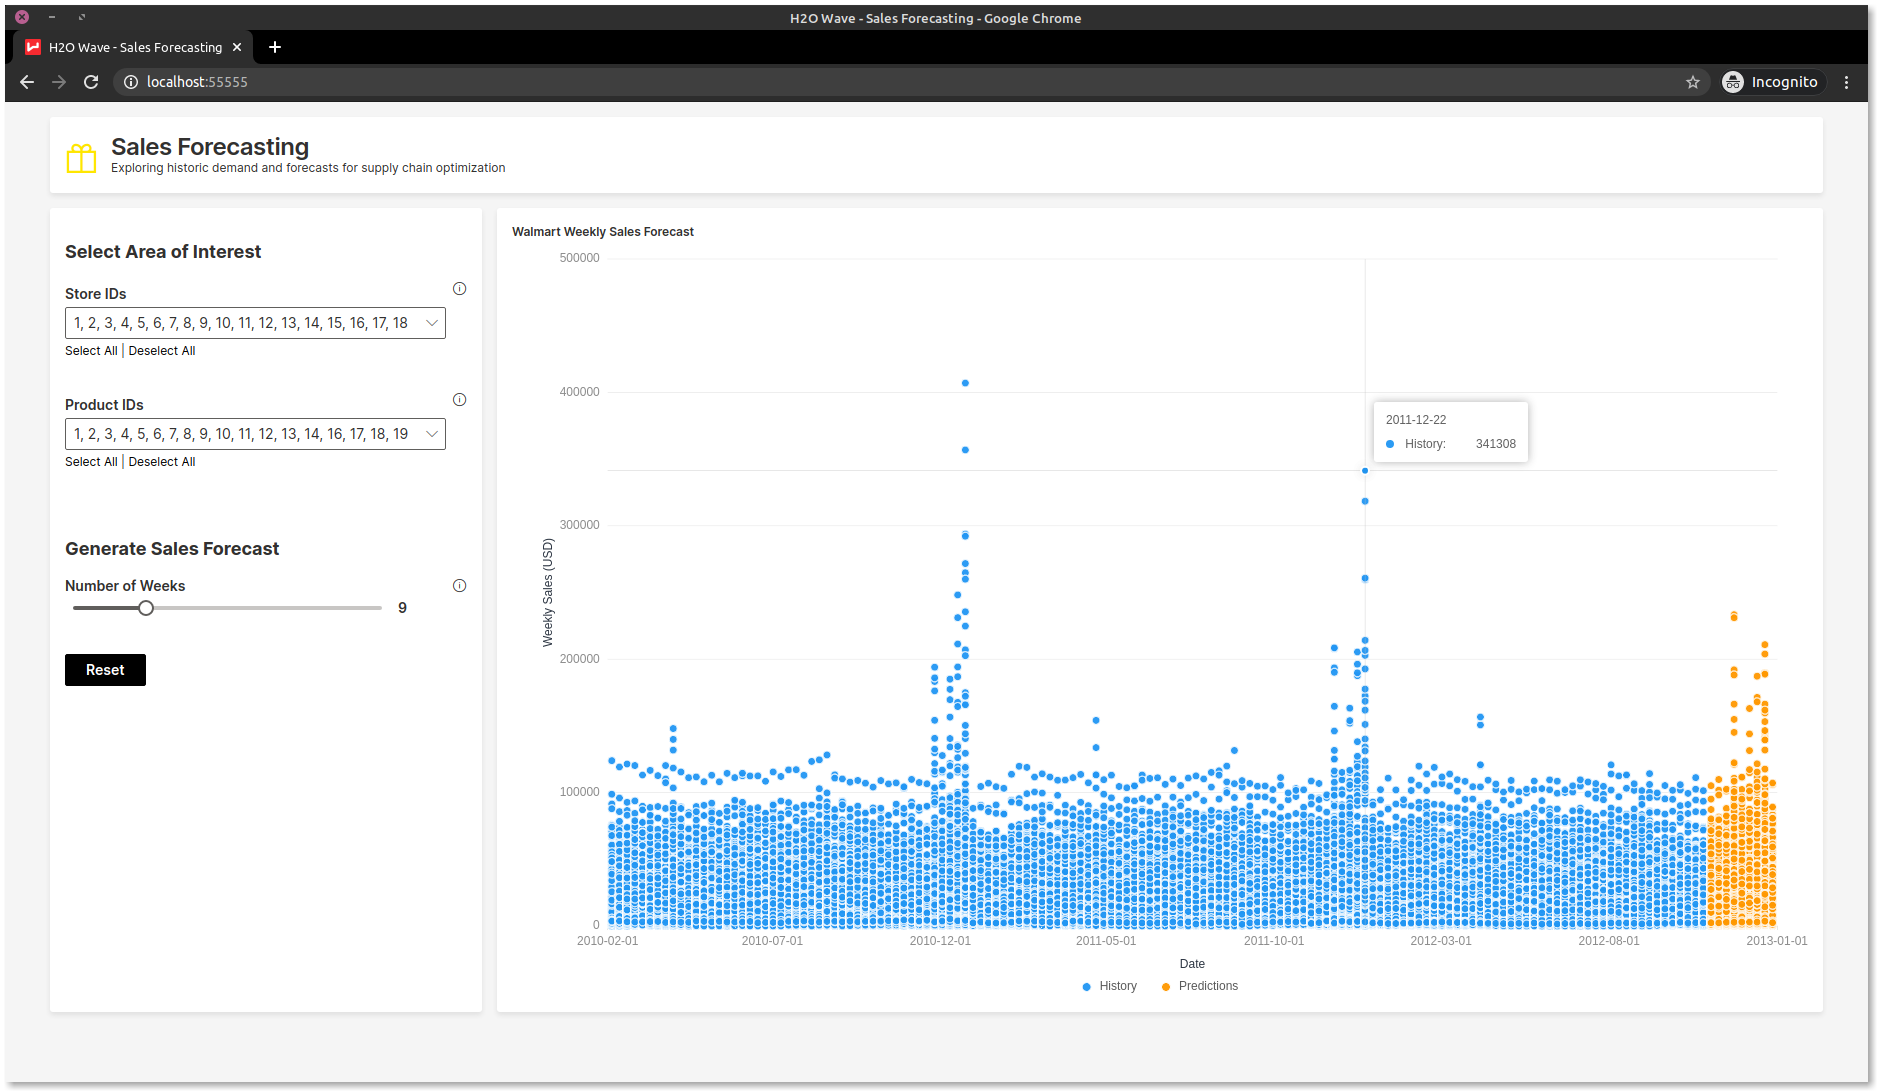 H2O Wave - Sales Forecasting - Google Chrome
H2O Wave - Sales Forecasting
localhost:55555
Incognito
Sales Forecasting
Exploring historic demand and forecasts for supply chain optimization
Select Area of Interest
Store IDs
1, 2, 3, 4, 5, 6, 7, 8, 9, 10, 11, 12, 13, 14, 15, 16, 17, 18
Select All | Deselect All
Product IDs
1, 2, 3, 4, 5, 6, 7, 8, 9, 10, 11, 12, 13, 14, 16, 17, 18, 19
Select All | Deselect All
Generate Sales Forecast
Number of Weeks
9
Reset
Walmart Weekly Sales Forecast
500000
400000
300000
200000
100000
0
Weekly Sales (USD)
2011-12-22
History: 341308
2010-02-01 2010-07-01 2010-12-01 2011-05-01 2011-10-01 2012-03-01 2012-08-01 2013-01-01
Date
History Predictions